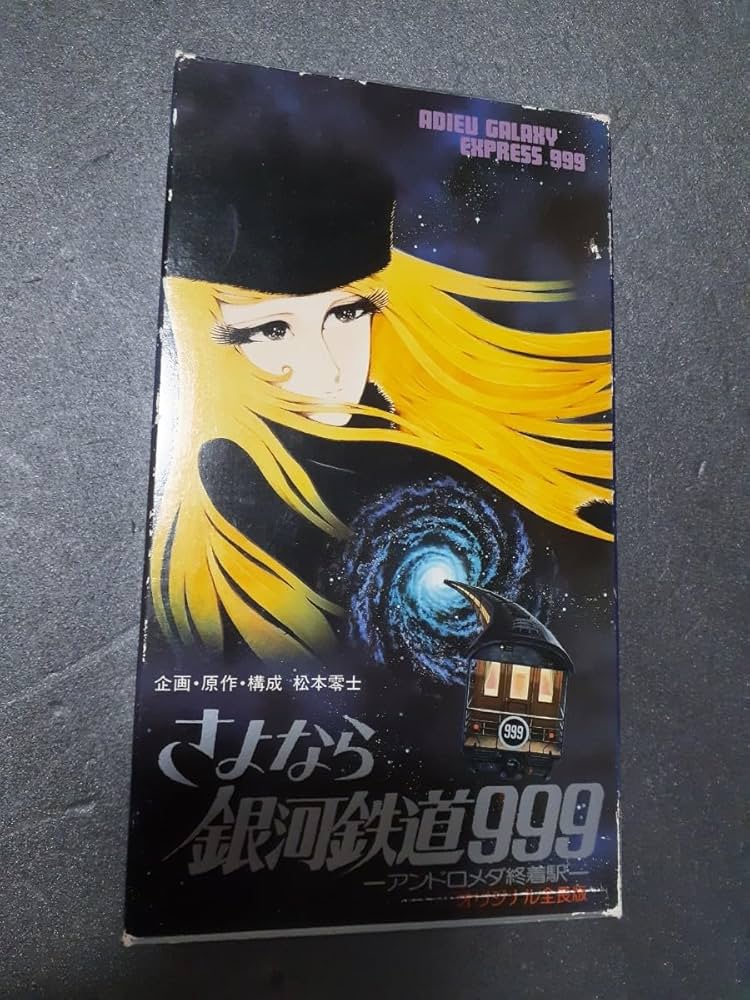 ADIEU GALAXY
EXPRESS 999
企画・原作・構成 松本零士
999
さよなら
銀河鉄道999
―アンドロメダ終着駅―
オリジナル全長版